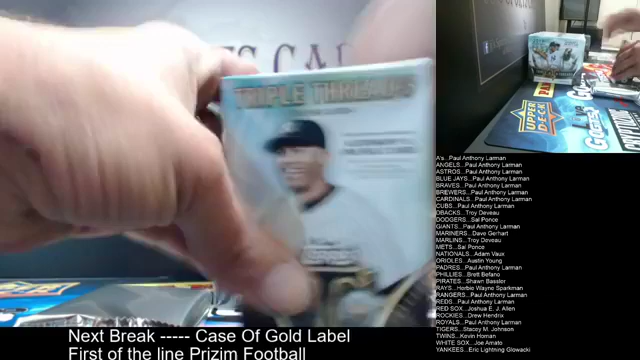 TRIPLE THREADS
UPPER
DECK
A's...Paul Anthony Larman
ANGELS...Paul Anthony Larman
ASTROS...Paul Anthony Larman
BLUE JAYS...Paul Anthony Larman
BRAVES...Paul Anthony Larman
BREWERS...Paul Anthony Larman
CARDINALS...Paul Anthony Larman
CUBS...Paul Anthony Larman
DBACKS...Troy Deveau
DODGERS...Sal Ponce
GIANTS...Paul Anthony Larman
MARINERS...Dave Gerhart
MARLINS...Troy Deveau
METS...Sal Ponce
NATIONALS...Adam Vaux
ORIOLES...Austin Young
PADRES...Paul Anthony Larman
PHILLIES...Brett Befano
PIRATES...Shawn Bassler
RAYS...Herbie Wayne Sparkman
RANGERS...Paul Anthony Larman
REDS...Paul Anthony Larman
RED SOX...Joshua E. J. Allen
ROCKIES...Drew Hendrix
ROYALS...Paul Anthony Larman
TIGERS...Stacey M. Johnson
TWINS...Kevin Homan
WHITE SOX...Joe Amato
YANKEES...Eric Lightning Glowacki
Next Break ----- Case Of Gold Label
First of the line Prizim Football